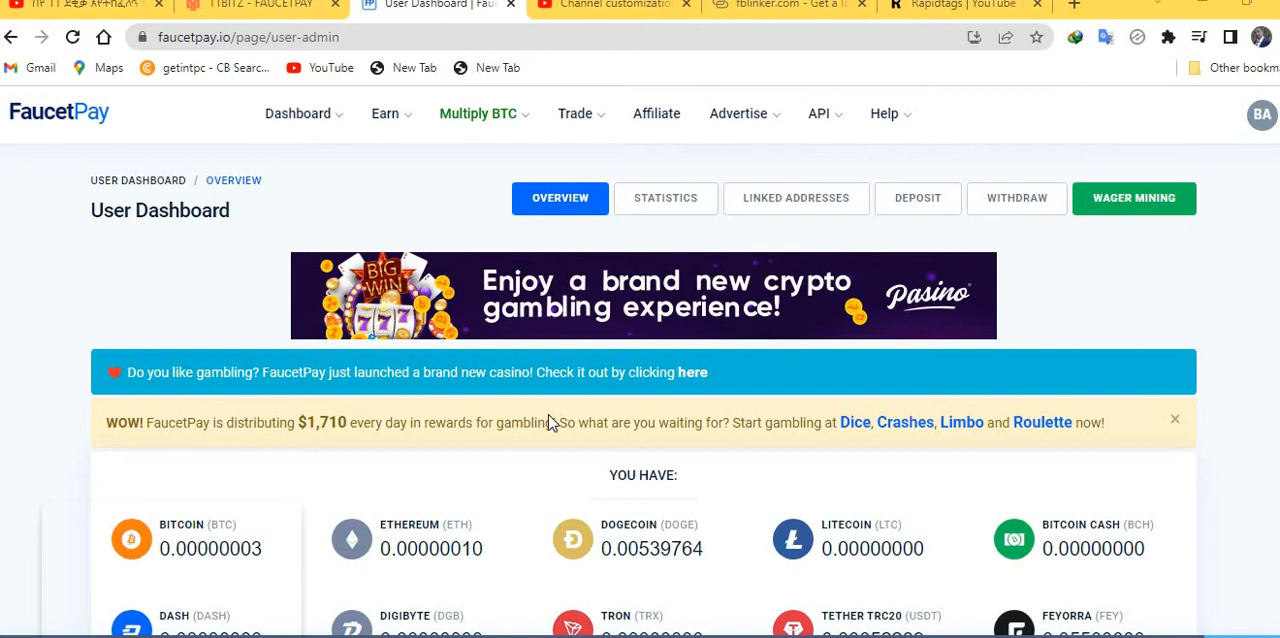 11BITZ - FAUCETPAY
User Dashboard | Fauc
Channel customizatio
fblinker.com - Get a la
Rapidtags | YouTube
faucetpay.io/page/user-admin
Gmail
Maps
getintpc - CB Searc...
YouTube
New Tab
New Tab
Other bookm
FaucetPay
Dashboard
Earn
Multiply BTC
Trade
Affiliate
Advertise
API
Help
BA
USER DASHBOARD / OVERVIEW
User Dashboard
OVERVIEW
STATISTICS
LINKED ADDRESSES
DEPOSIT
WITHDRAW
WAGER MINING
BIG WIN
777
Enjoy a brand new crypto
gambling experience!
Pasino
Do you like gambling? FaucetPay just launched a brand new casino! Check it out by clicking here
WOW! FaucetPay is distributing $1,710 every day in rewards for gambling. So what are you waiting for? Start gambling at Dice, Crashes, Limbo and Roulette now!
YOU HAVE:
BITCOIN (BTC)
0.00000003
ETHEREUM (ETH)
0.00000010
DOGECOIN (DOGE)
0.00539764
LITECOIN (LTC)
0.00000000
BITCOIN CASH (BCH)
0.00000000
DASH (DASH)
DIGIBYTE (DGB)
TRON (TRX)
TETHER TRC20 (USDT)
FEYORRA (FEY)